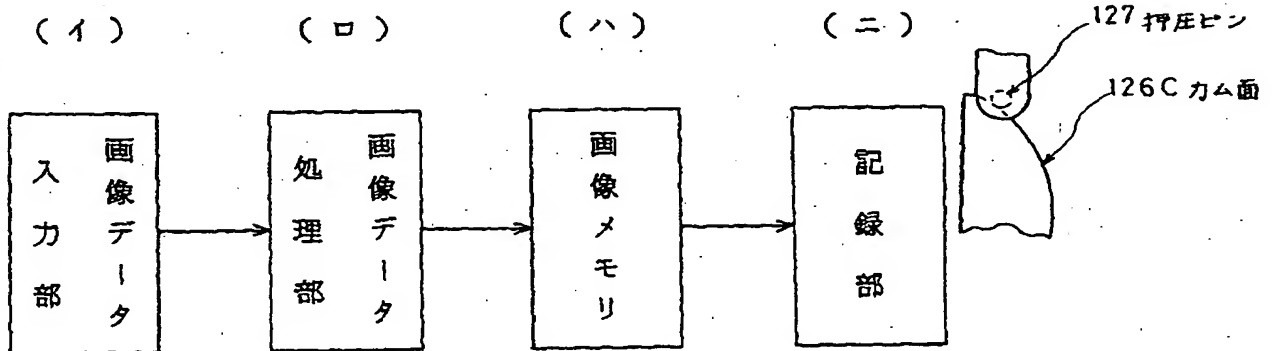 (イ)
(ロ)
(ハ)
(ニ)
127 押圧ピン
126C カム面
画像データ
入力部
画像データ
処理部
画像メモリ
記録部